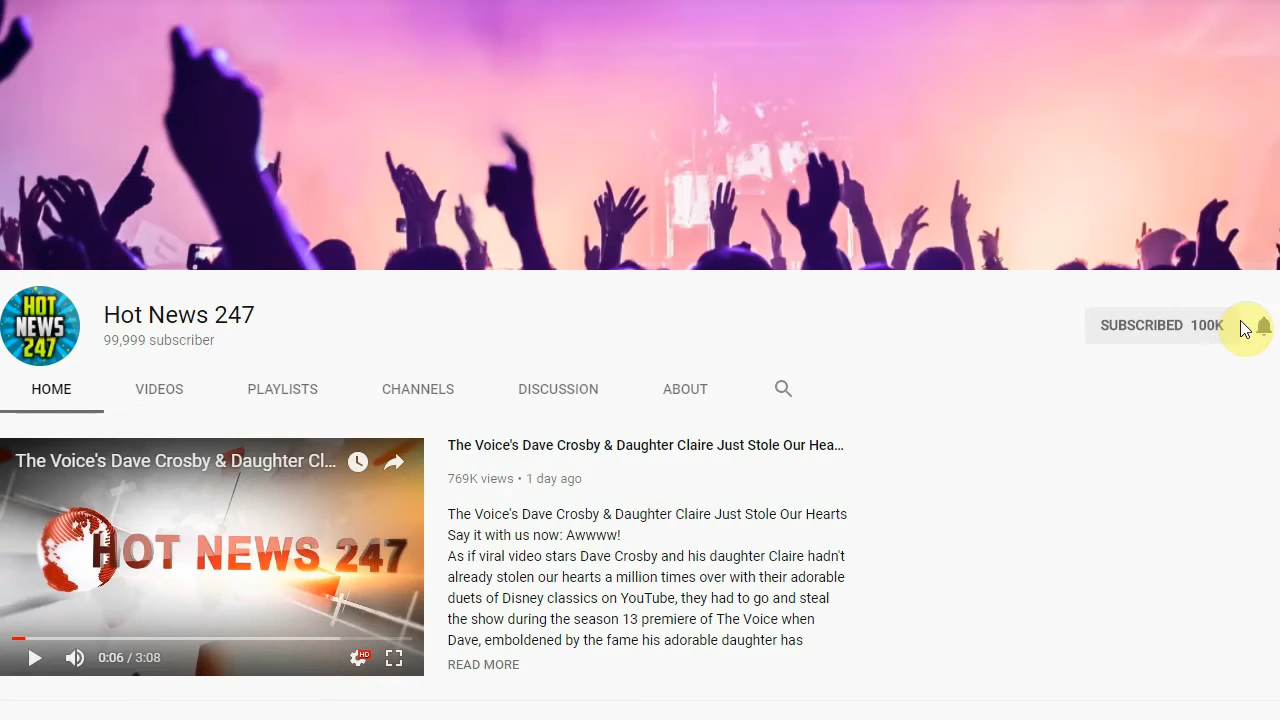 HOT
NEWS
247
Hot News 247
99,999 subscriber
SUBSCRIBED 100K
HOME VIDEOS PLAYLISTS CHANNELS DISCUSSION ABOUT
The Voice's Dave Crosby & Daughter Cl...
HOT NEWS 247
0:06 / 3:08
HD
The Voice's Dave Crosby & Daughter Claire Just Stole Our Hea...
769K views • 1 day ago
The Voice's Dave Crosby & Daughter Claire Just Stole Our Hearts
Say it with us now: Awwww!
As if viral video stars Dave Crosby and his daughter Claire hadn't
already stolen our hearts a million times over with their adorable
duets of Disney classics on YouTube, they had to go and steal
the show during the season 13 premiere of The Voice when
Dave, emboldened by the fame his adorable daughter has
READ MORE